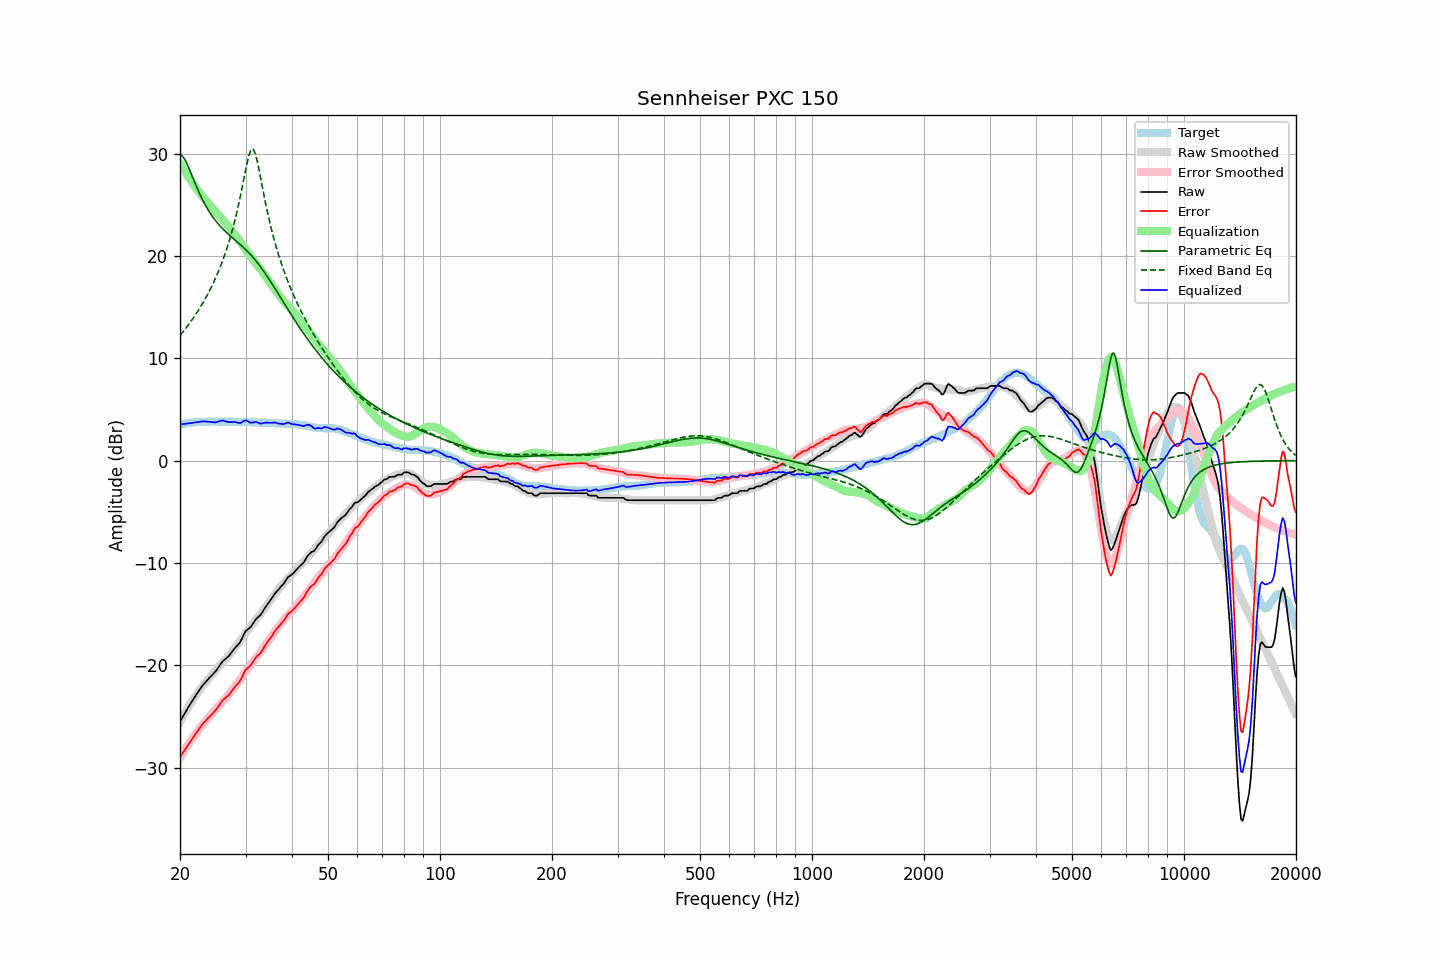 Sennheiser PXC 150
Amplitude (dBr)
30
20
10
0
−10
−20
−30
Target
Raw Smoothed
Error Smoothed
Raw
Error
Equalization
Parametric Eq
Fixed Band Eq
Equalized
20
50
100
200
500
1000
2000
5000
10000
20000
Frequency (Hz)